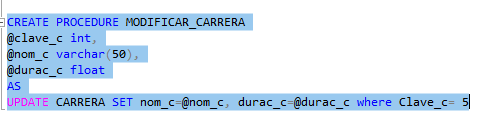 CREATE PROCEDURE MODIFICAR_CARRERA
@clave_c int,
@nom_c varchar(50),
@durac_c float
AS
UPDATE CARRERA SET nom_c=@nom_c, durac_c=@durac_c where Clave_c= 5